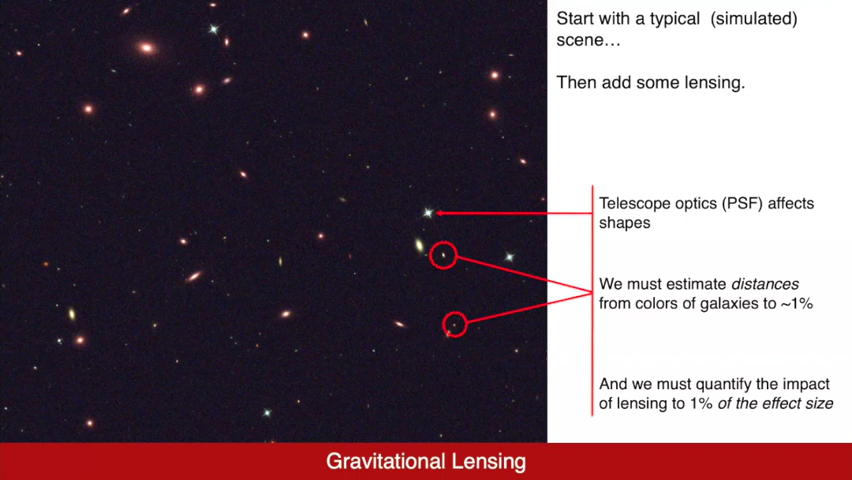 Start with a typical (simulated)
scene…
Then add some lensing.
Telescope optics (PSF) affects
shapes
We must estimate distances
from colors of galaxies to ~1%
And we must quantify the impact
of lensing to 1% of the effect size
Gravitational Lensing